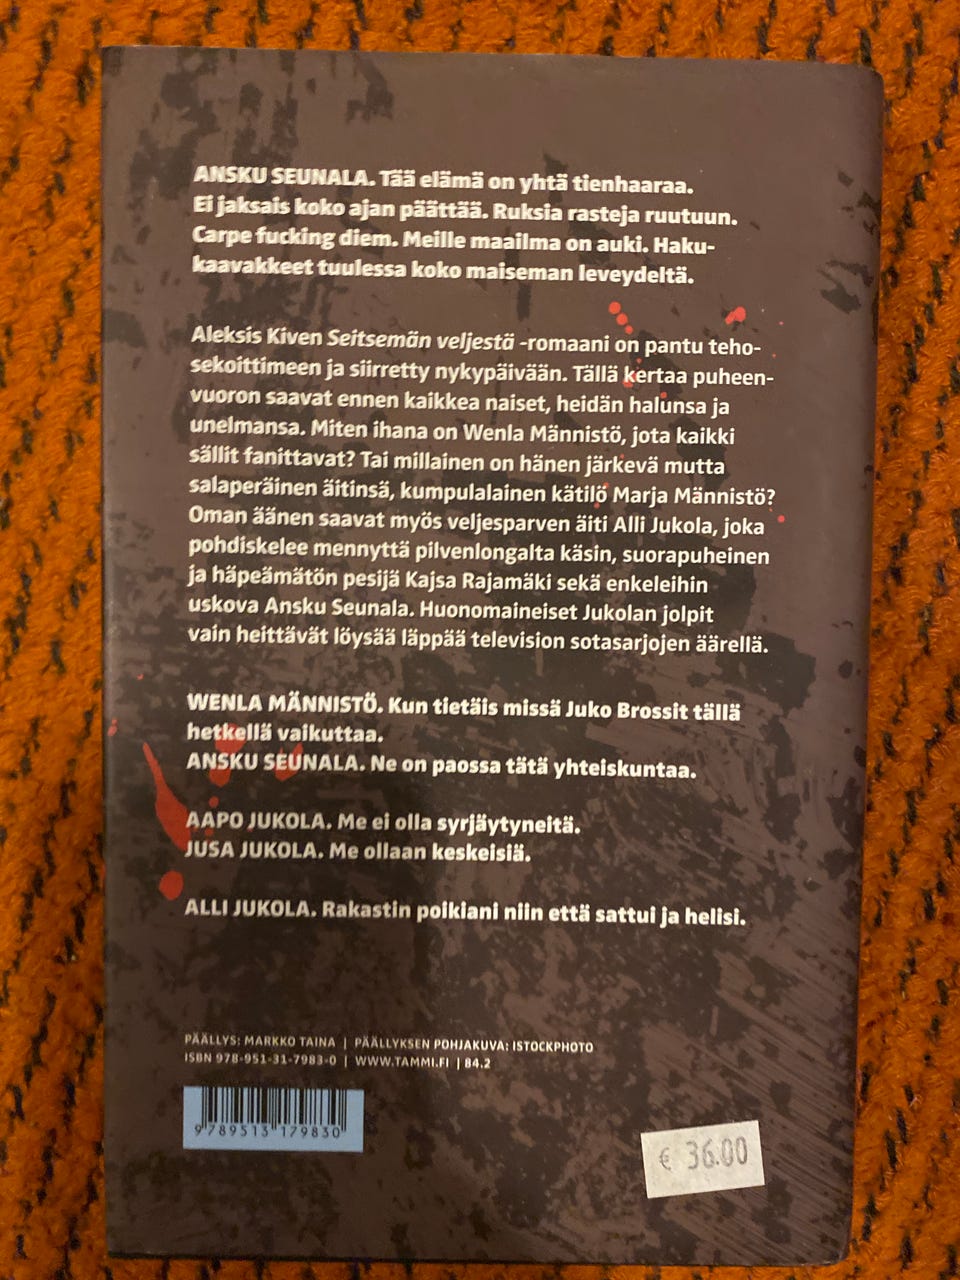 ANSKU SEUNALA. Tää elämä on yhtä tienhaaraa.
Ei jaksais koko ajan päättää. Ruksia rasteja ruutuun.
Carpe fucking diem. Meille maailma on auki. Haku-
kaavakkeet tuulessa koko maiseman leveydeltä.
Aleksis Kiven Seitsemän veljestä -romaani on pantu teho-
sekoittimeen ja siirretty nykypäivään. Tällä kertaa puheen-
vuoron saavat ennen kaikkea naiset, heidän halunsa ja
unelmansa. Miten ihana on Wenla Männistö, jota kaikki
sällit fanittavat? Tai millainen on hänen järkevä mutta
salaperäinen äitinsä, kumpulalainen kätilö Marja Männistö?
Oman äänen saavat myös veljesparven äiti Alli Jukola, joka
pohdiskelee mennyttä pilvenlongalta käsin, suorapuheinen
ja häpeämätön pesijä Kajsa Rajamäki sekä enkeleihin
uskova Ansku Seunala. Huonomaineiset Jukolan jolpit
vain heittävät löysää läppää television sotasarjojen äärellä.
WENLA MÄNNISTÖ. Kun tietäis missä Juko Brossit tällä
hetkellä vaikuttaa.
ANSKU SEUNALA. Ne on paossa tätä yhteiskuntaa.
AAPO JUKOLA. Me ei olla syrjäytyneitä.
JUSA JUKOLA. Me ollaan keskeisiä.
ALLI JUKOLA. Rakastin poikiani niin että sattui ja helisi.
PÄÄLLYS: MARKKO TAINA | PÄÄLLYKSEN POHJAKUVA: ISTOCKPHOTO
ISBN 978-951-31-7983-0 | WWW.TAMMI.FI | 84.2
9 789513 179830
€ 36.00